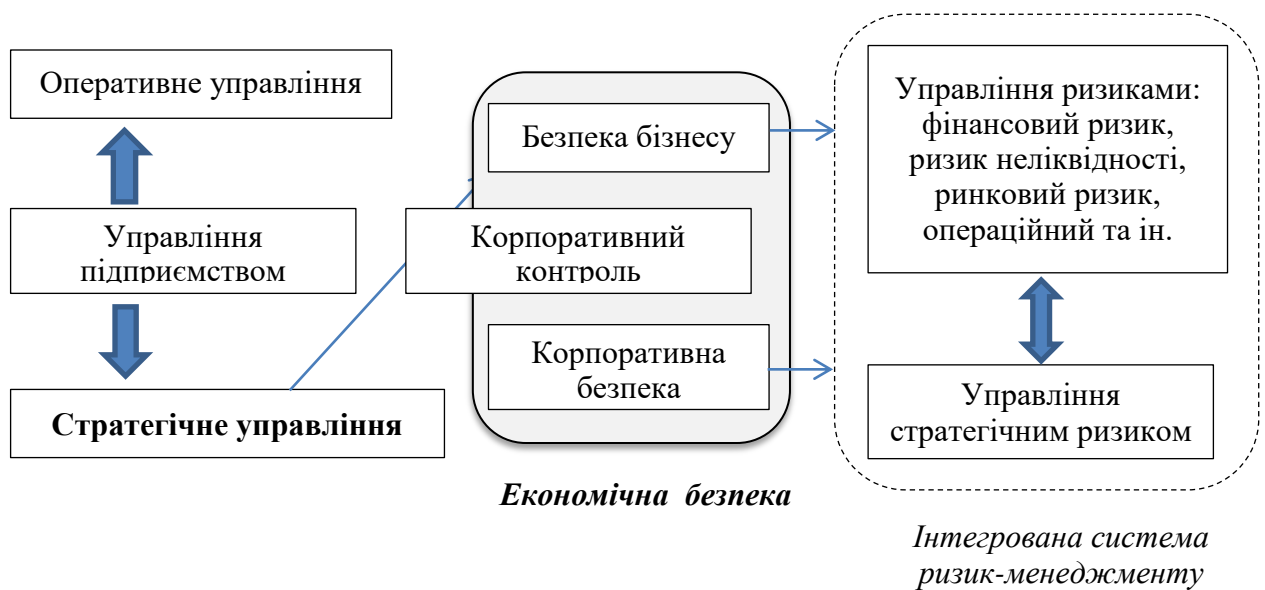 Оперативне управління
Управління
підприємством
Стратегічне управління
Безпека бізнесу
Корпоративний
контроль
Корпоративна
безпека
Економічна безпека
Управління ризиками:
фінансовий ризик,
ризик неліквідності,
ринковий ризик,
операційний та ін.
Управління
стратегічним ризиком
Інтегрована система
ризик-менеджменту